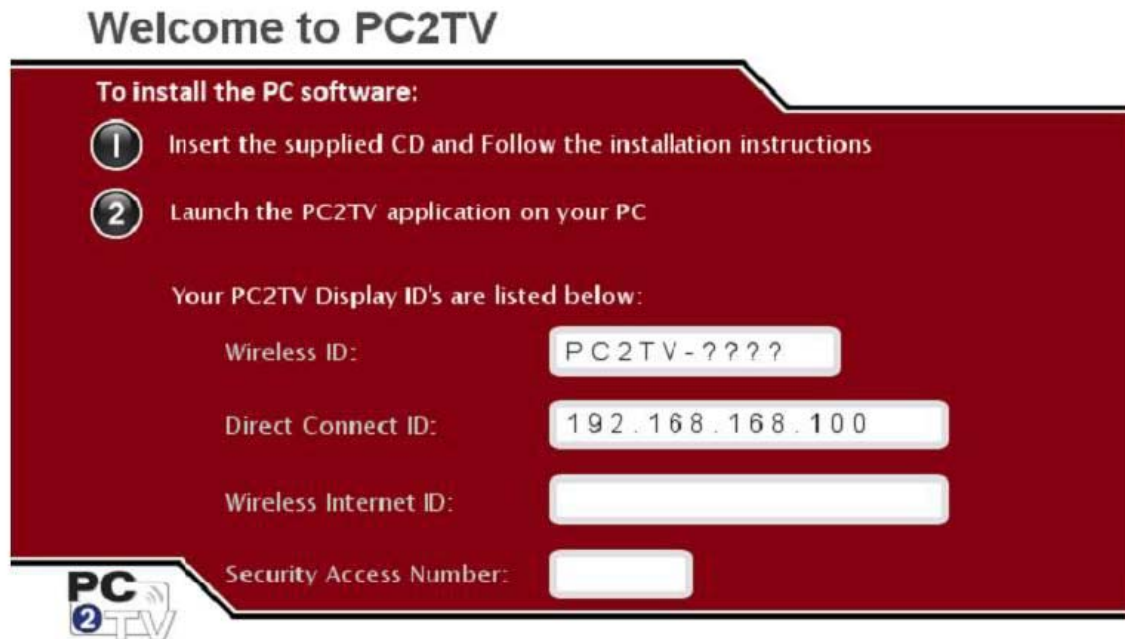 Welcome to PC2TV
To install the PC software:
1 Insert the supplied CD and Follow the installation instructions
2 Launch the PC2TV application on your PC
Your PC2TV Display ID's are listed below:
Wireless ID: PC2TV-????
Direct Connect ID: 192.168.168.100
Wireless Internet ID:
Security Access Number:
PC
2TV